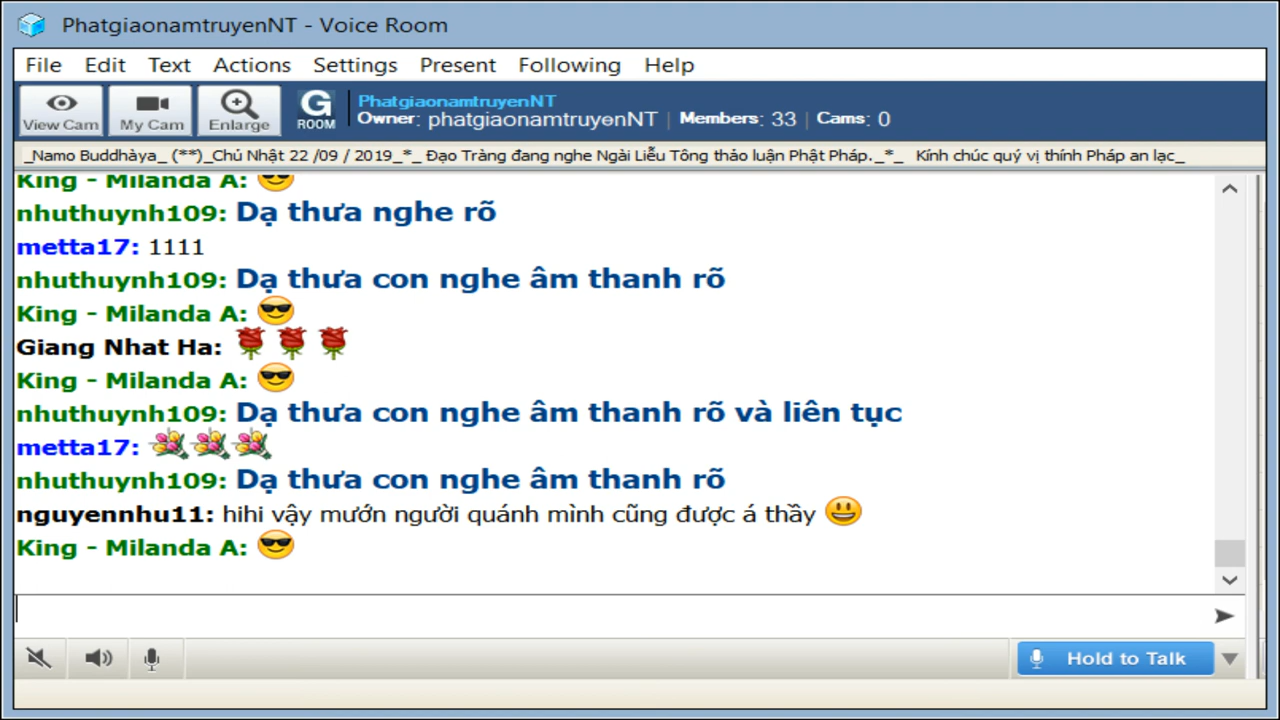 PhatgiaonamtruyenNT - Voice Room
File Edit Text Actions Settings Present Following Help
View Cam My Cam Enlarge G ROOM PhatgiaonamtruyenNT
Owner: phatgiaonamtruyenNT | Members: 33 | Cams: 0
_Namo Buddhàya_ (**)_Chủ Nhật 22 /09 / 2019_*_ Đạo Tràng đang nghe Ngài Liễu Tông thảo luận Phật Pháp._*_ Kính chúc quý vị thính Pháp an lạc_
King - Milanda A:
nhuthuynh109: Dạ thưa nghe rõ
metta17: 1111
nhuthuynh109: Dạ thưa con nghe âm thanh rõ
King - Milanda A:
Giang Nhat Ha:
King - Milanda A:
nhuthuynh109: Dạ thưa con nghe âm thanh rõ và liên tục
metta17:
nhuthuynh109: Dạ thưa con nghe âm thanh rõ
nguyennhu11: hihi vậy mướn người quánh mình cũng được á thầy
King - Milanda A:
Hold to Talk